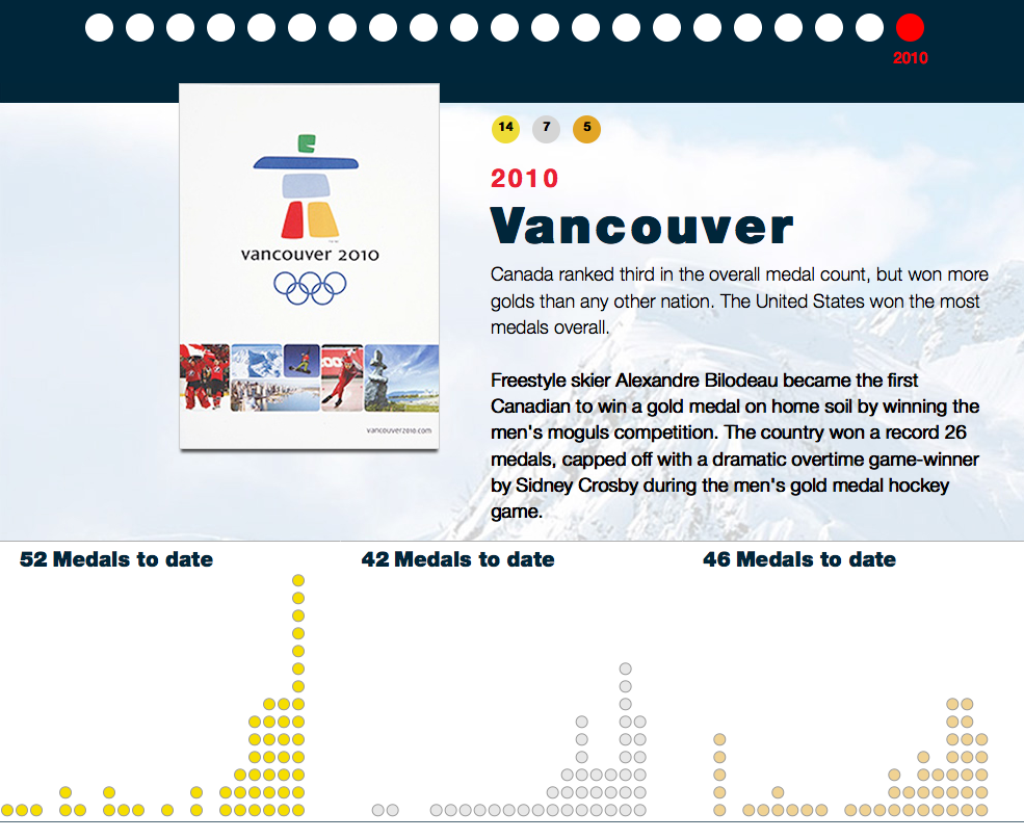 2010
14 7 5
2010
Vancouver
Canada ranked third in the overall medal count, but won more
golds than any other nation. The United States won the most
medals overall.
Freestyle skier Alexandre Bilodeau became the first
Canadian to win a gold medal on home soil by winning the
men's moguls competition. The country won a record 26
medals, capped off with a dramatic overtime game-winner
by Sidney Crosby during the men's gold medal hockey
game.
vancouver 2010
vancouver2010.com
52 Medals to date
42 Medals to date
46 Medals to date